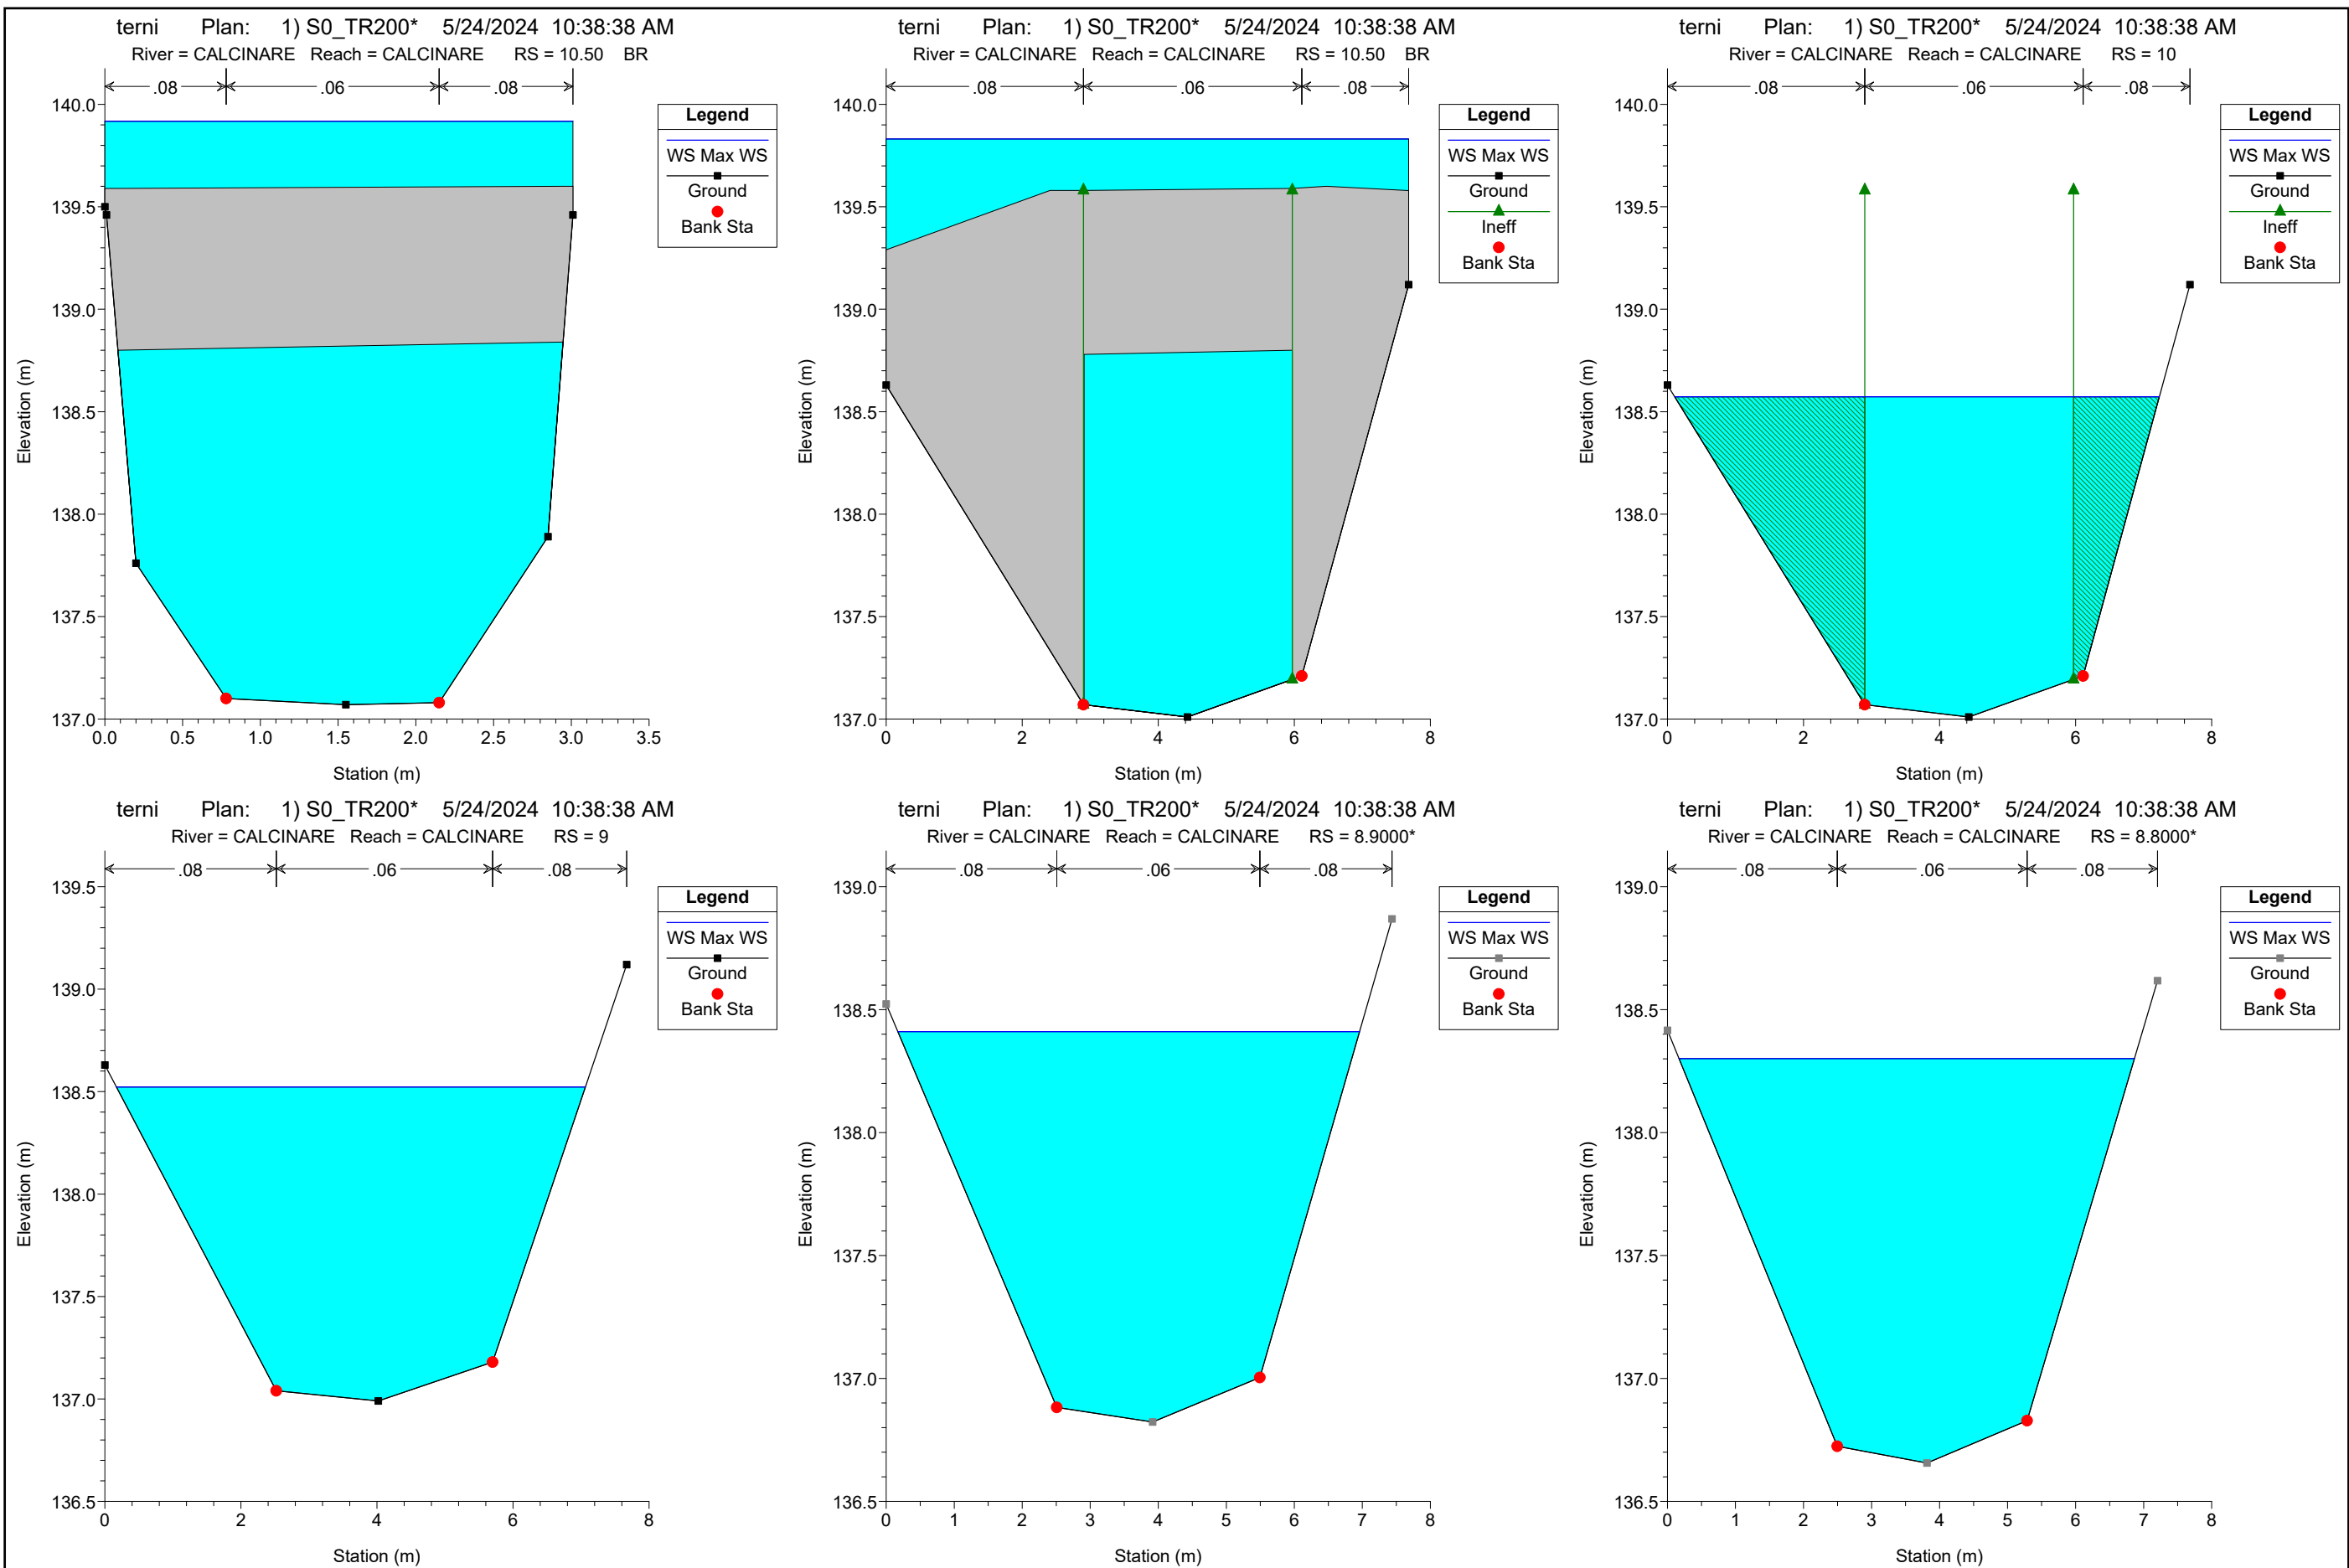 terni Plan: 1) S0_TR200* 5/24/2024 10:38:38 AM
River = CALCINARE Reach = CALCINARE RS = 10.50 BR
.08 .06 .08
140.0
139.5
139.0
138.5
138.0
137.5
137.0
0.0 0.5 1.0 1.5 2.0 2.5 3.0 3.5
Station (m)
Elevation (m)
Legend
WS Max WS
Ground
Bank Sta
terni Plan: 1) S0_TR200* 5/24/2024 10:38:38 AM
River = CALCINARE Reach = CALCINARE RS = 10.50 BR
.08 .06 .08
140.0
139.5
139.0
138.5
138.0
137.5
137.0
0 2 4 6 8
Station (m)
Elevation (m)
Legend
WS Max WS
Ground
Ineff
Bank Sta
terni Plan: 1) S0_TR200* 5/24/2024 10:38:38 AM
River = CALCINARE Reach = CALCINARE RS = 10
.08 .06 .08
140.0
139.5
139.0
138.5
138.0
137.5
137.0
0 2 4 6 8
Station (m)
Elevation (m)
Legend
WS Max WS
Ground
Ineff
Bank Sta
terni Plan: 1) S0_TR200* 5/24/2024 10:38:38 AM
River = CALCINARE Reach = CALCINARE RS = 9
.08 .06 .08
139.5
139.0
138.5
138.0
137.5
137.0
136.5
0 2 4 6 8
Station (m)
Elevation (m)
Legend
WS Max WS
Ground
Bank Sta
terni Plan: 1) S0_TR200* 5/24/2024 10:38:38 AM
River = CALCINARE Reach = CALCINARE RS = 8.9000*
.08 .06 .08
139.0
138.5
138.0
137.5
137.0
136.5
0 1 2 3 4 5 6 7 8
Station (m)
Elevation (m)
Legend
WS Max WS
Ground
Bank Sta
terni Plan: 1) S0_TR200* 5/24/2024 10:38:38 AM
River = CALCINARE Reach = CALCINARE RS = 8.8000*
.08 .06 .08
139.0
138.5
138.0
137.5
137.0
136.5
0 1 2 3 4 5 6 7 8
Station (m)
Elevation (m)
Legend
WS Max WS
Ground
Bank Sta